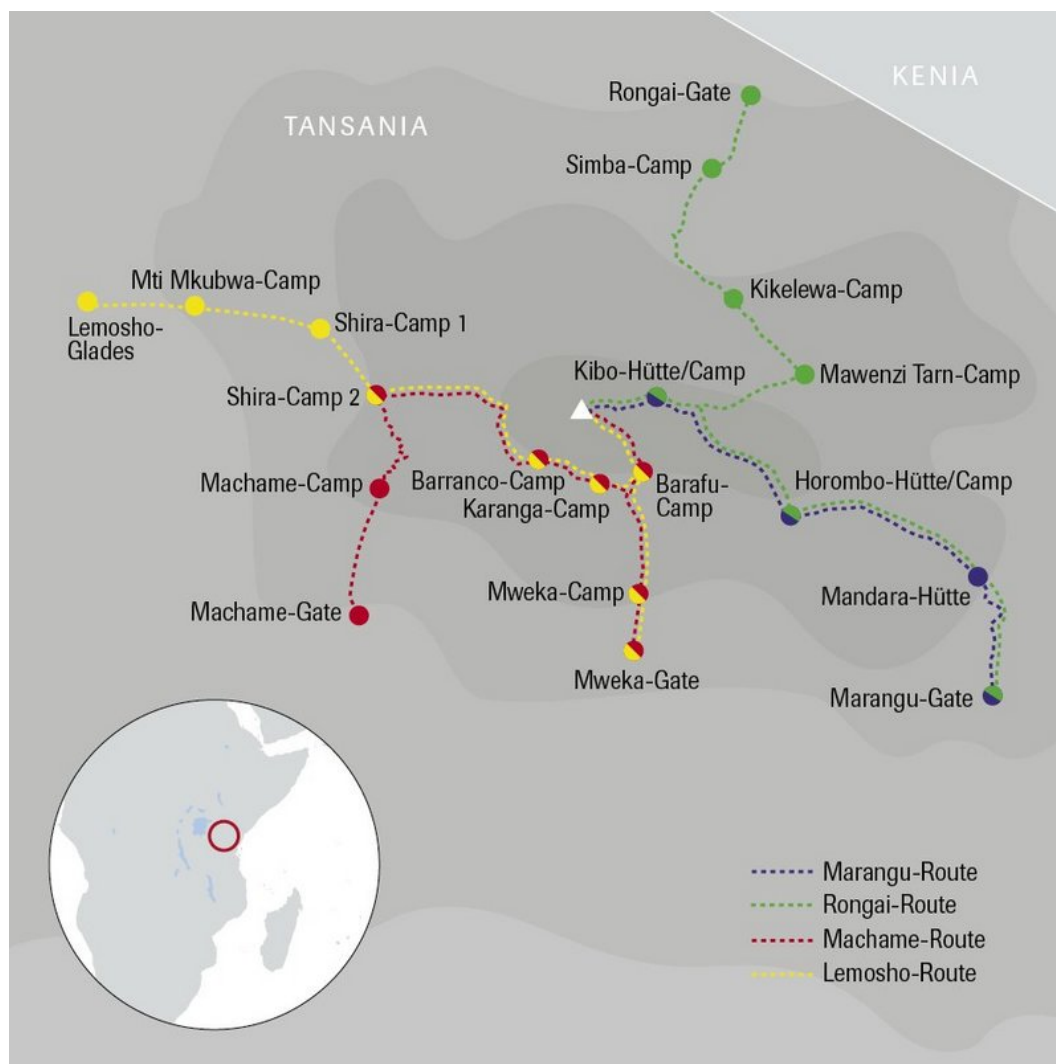 KENIA
TANSANIA
Rongai-Gate
Simba-Camp
Mti Mkubwa-Camp
Kikelewa-Camp
Lemosho-
Glades
Shira-Camp 1
Kibo-Hütte/Camp
Mawenzi Tarn-Camp
Shira-Camp 2
Machame-Camp
Barranco-Camp
Karanga-Camp
Barafu-
Camp
Horombo-Hütte/Camp
Mweka-Camp
Mandara-Hütte
Machame-Gate
Mweka-Gate
Marangu-Gate
Marangu-Route
Rongai-Route
Machame-Route
Lemosho-Route